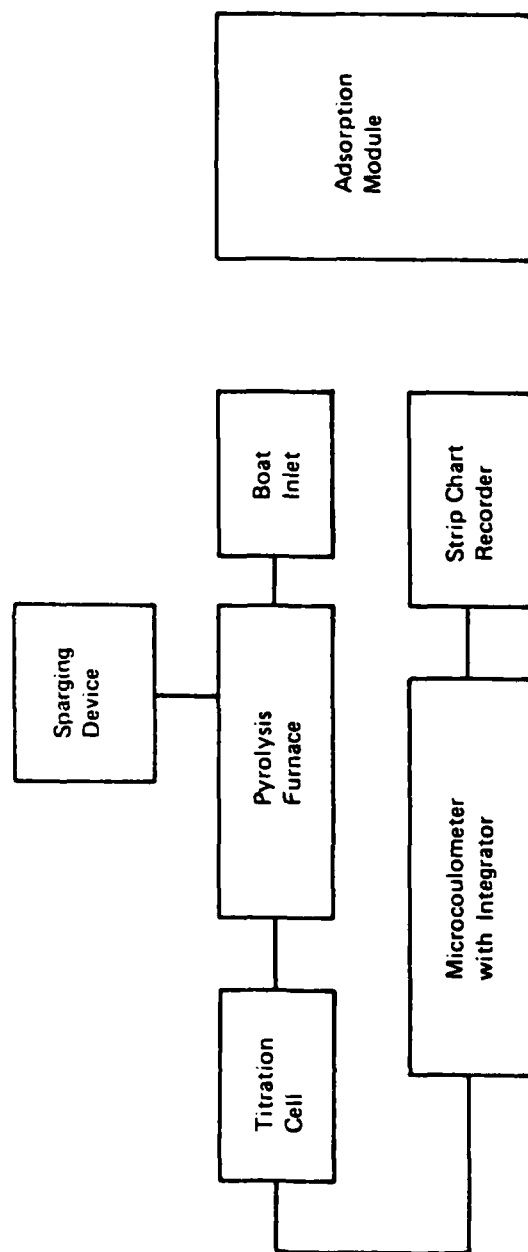 Sparging
Device
Titration
Cell
Pyrolysis
Furnace
Boat
Inlet
Microcoulometer
with Integrator
Strip Chart
Recorder
Adsorption
Module